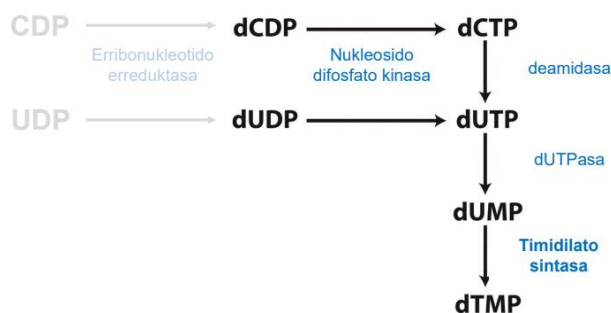 CDP
Erribonukleotido
erreduktasa
dCDP
Nukleosido
difosfato kinasa
dCTP
deamidasa
UDP
dUDP
dUTP
dUTPasa
dUMP
Timidilato
sintasa
dTMP